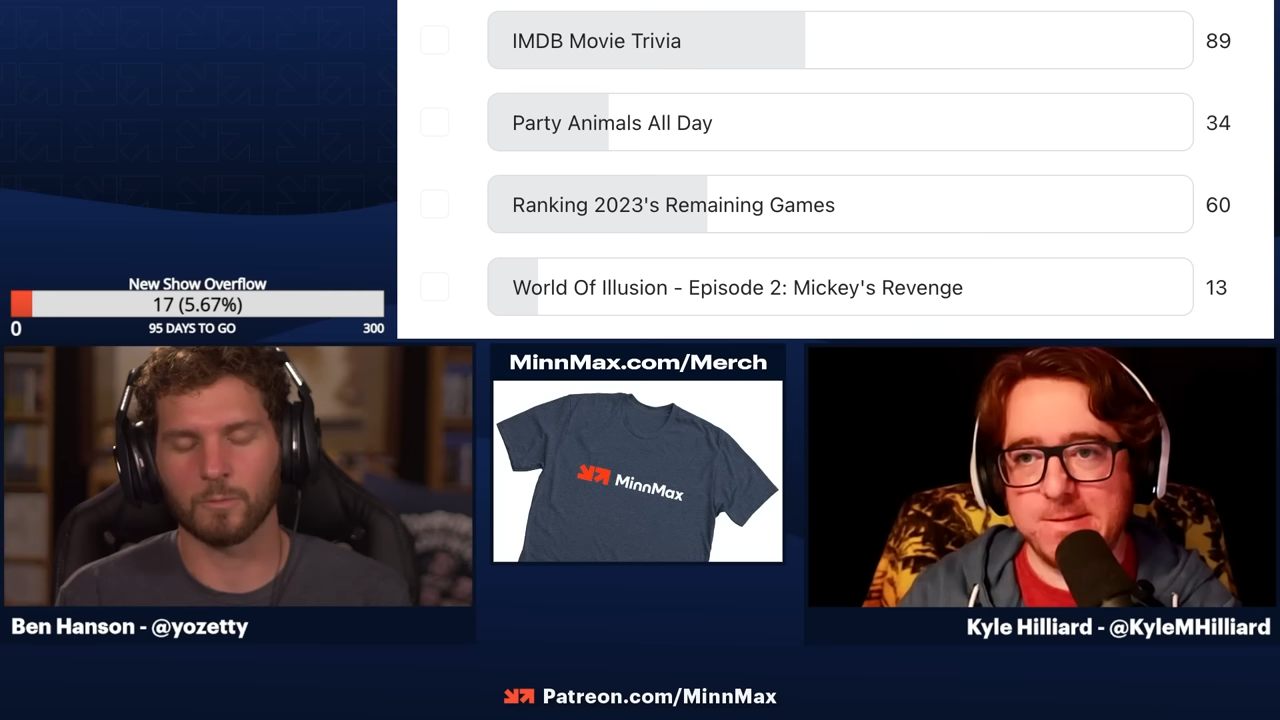 IMDB Movie Trivia 89
Party Animals All Day 34
Ranking 2023's Remaining Games 60
World Of Illusion - Episode 2: Mickey's Revenge 13
New Show Overflow
17 (5.67%)
0 95 DAYS TO GO 300
MinnMax.com/Merch
MinnMax
Ben Hanson - @yozetty
Kyle Hilliard - @KyleMHilliard
Patreon.com/MinnMax